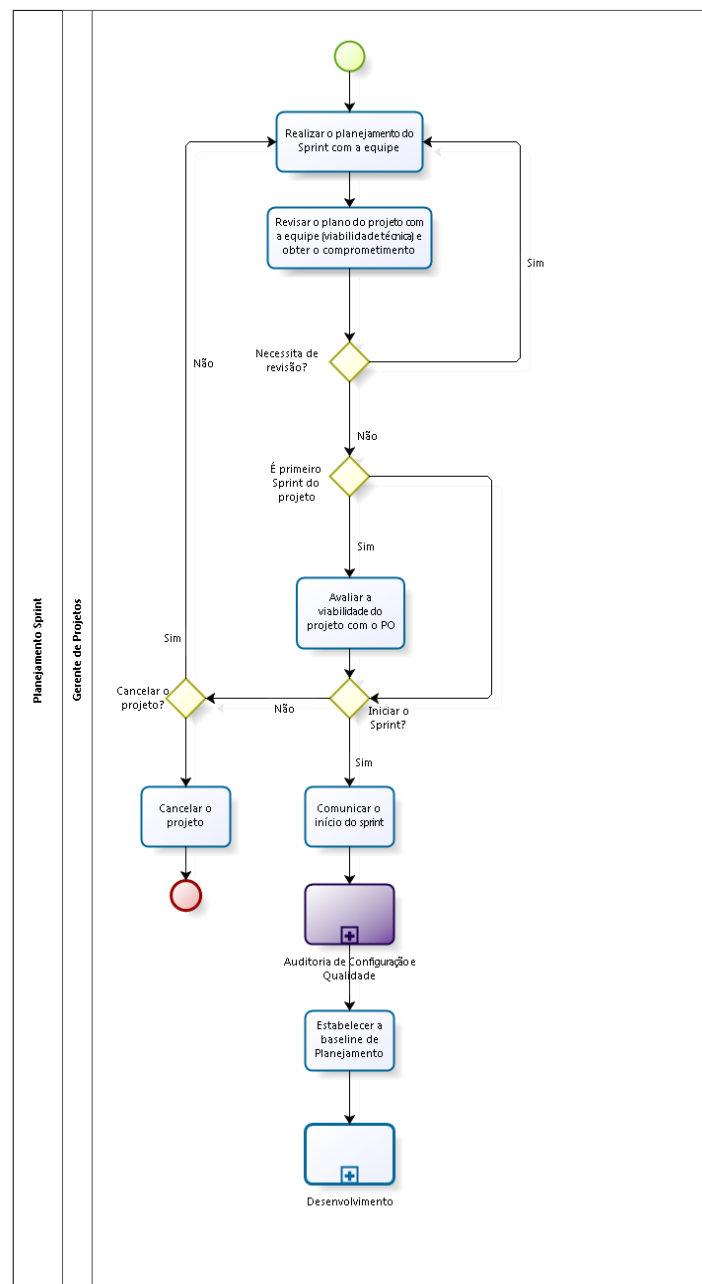 Planejamento Sprint
Gerente de Projetos
Realizar o planejamento do
Sprint com a equipe
Revisar o plano do projeto com
a equipe (viabilidade técnica) e
obter o comprometimento
Sim
Necessita de
revisão?
Não
Não
É primeiro
Sprint do
projeto
Sim
Avaliar a
viabilidade do
projeto com o PO
Sim
Cancelar o
projeto?
Não
Iniciar o
Sprint?
Sim
Cancelar o
projeto
Comunicar o
início do sprint
Auditoria de Configuração e
Qualidade
Estabelecer a
baseline de
Planejamento
Desenvolvimento